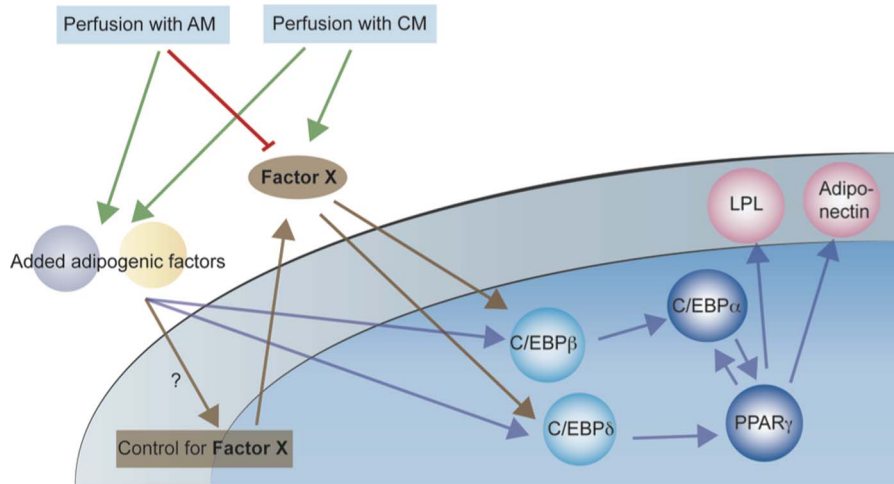 Perfusion with AM
Perfusion with CM
Factor X
LPL
Adipo-
nectin
Added adipogenic factors
C/EBPα
C/EBPβ
?
C/EBPδ
PPARγ
Control for Factor X